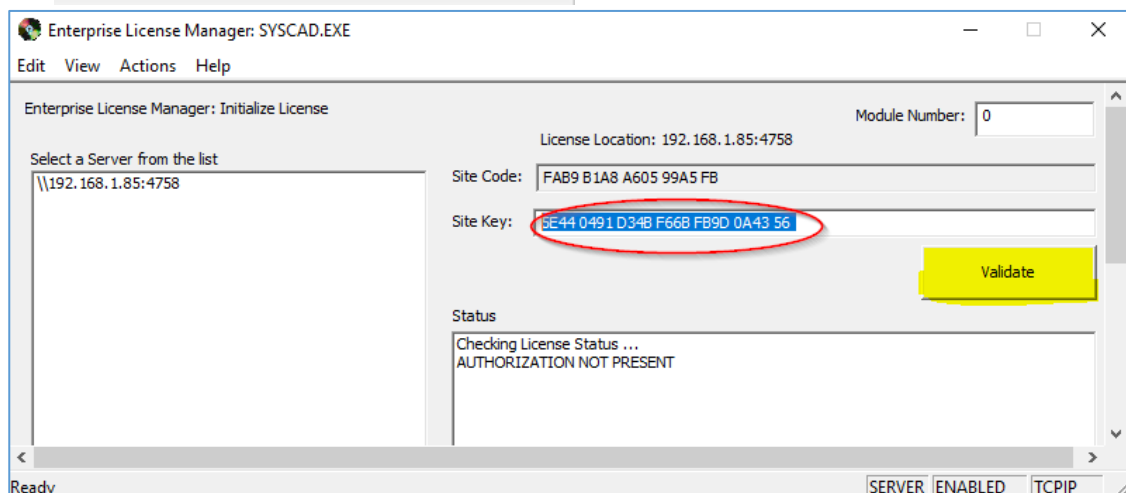 Enterprise License Manager: SYSCAD.EXE
Edit View Actions Help
Enterprise License Manager: Initialize License
Module Number: 0
License Location: 192.168.1.85:4758
Select a Server from the list
\\192.168.1.85:4758
Site Code: FAB9 B1A8 A605 99A5 FB
Site Key: 5E44 0491 D34B F66B FB9D 0A43 56
Validate
Status
Checking License Status ...
AUTHORIZATION NOT PRESENT
Ready SERVER ENABLED TCPIP